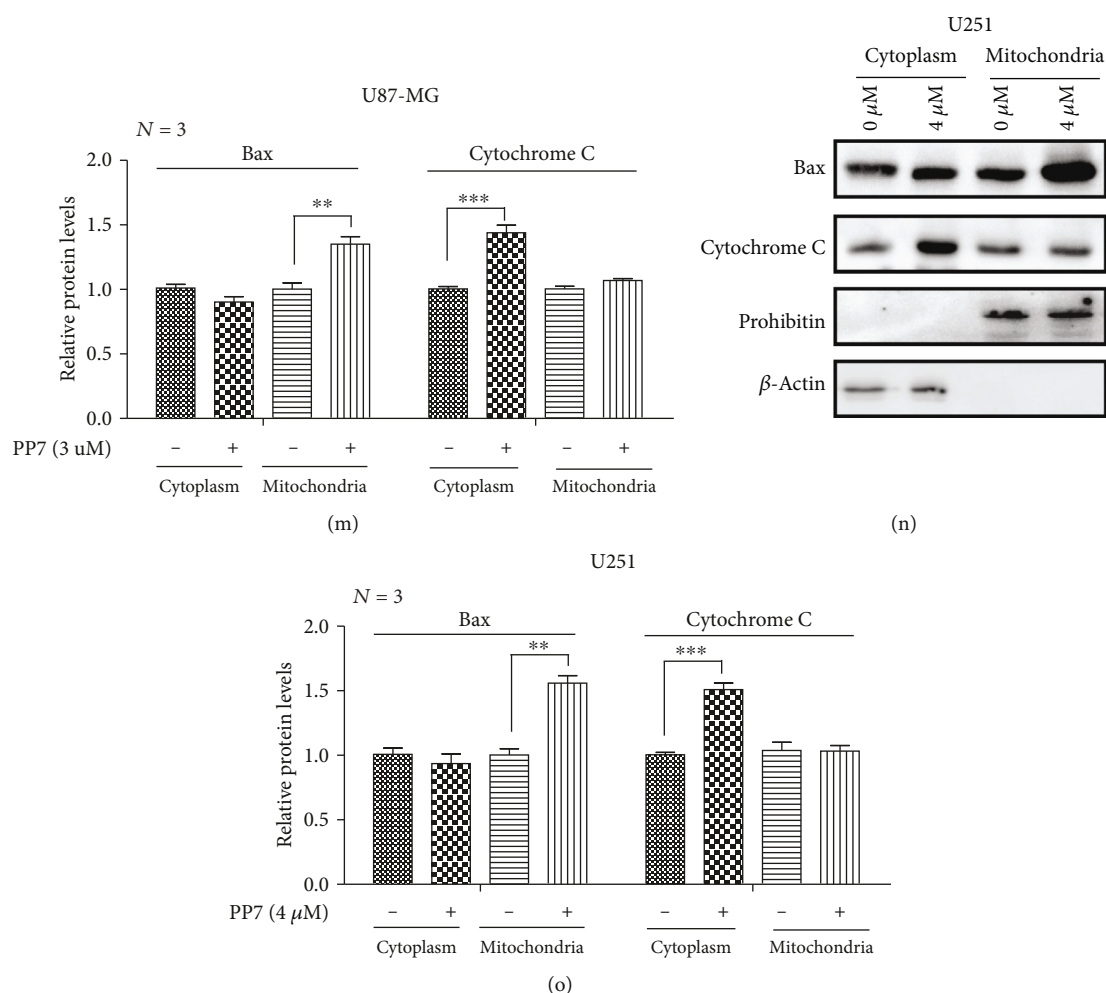 U87-MG
N = 3
Bax
Cytochrome C
**
***
Relative protein levels
2.0
1.5
1.0
0.5
0.0
PP7 (3 uM)
– + – + – + – +
Cytoplasm Mitochondria Cytoplasm Mitochondria
(m)
U251
Cytoplasm Mitochondria
0 μM 4 μM 0 μM 4 μM
Bax
Cytochrome C
Prohibitin
β-Actin
(n)
U251
N = 3
Bax
Cytochrome C
**
***
Relative protein levels
2.0
1.5
1.0
0.5
0.0
PP7 (4 μM)
– + – + – + – +
Cytoplasm Mitochondria Cytoplasm Mitochondria
(o)